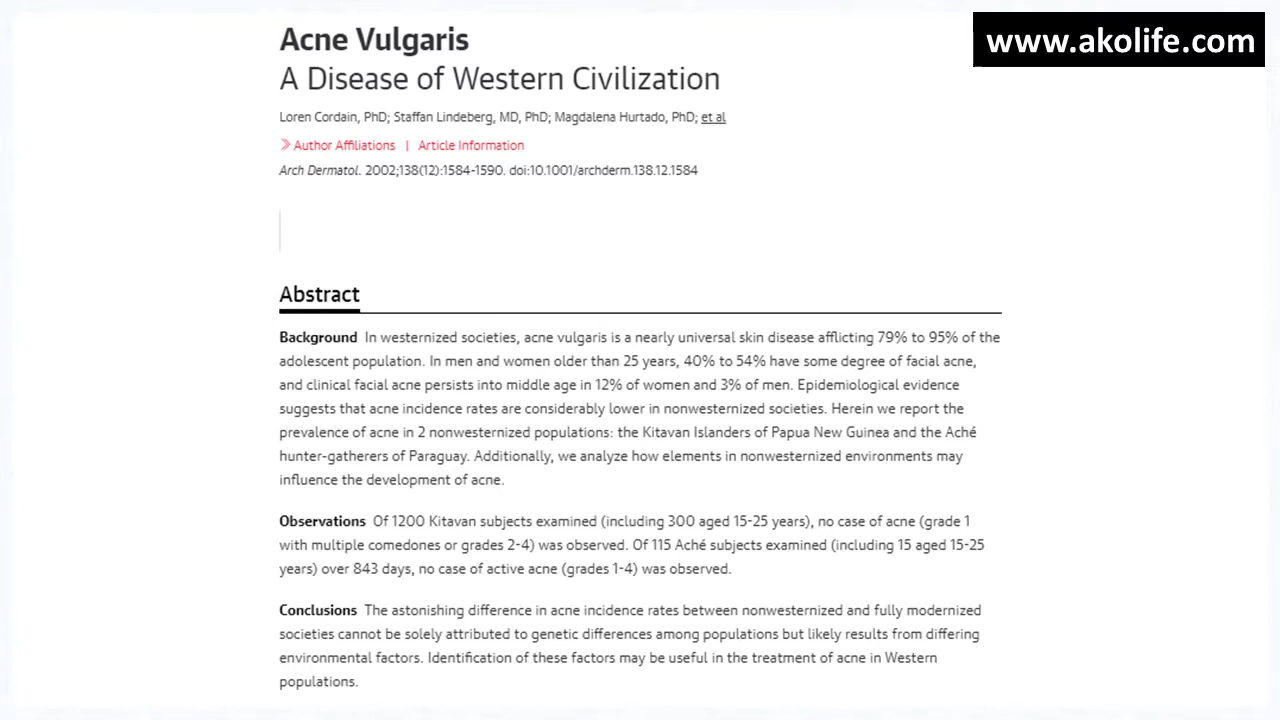 www.akolife.com
Acne Vulgaris
A Disease of Western Civilization
Loren Cordain, PhD; Staffan Lindeberg, MD, PhD; Magdalena Hurtado, PhD; et al
Author Affiliations | Article Information
Arch Dermatol. 2002;138(12):1584-1590. doi:10.1001/archderm.138.12.1584
Abstract
Background In westernized societies, acne vulgaris is a nearly universal skin disease afflicting 79% to 95% of the
adolescent population. In men and women older than 25 years, 40% to 54% have some degree of facial acne,
and clinical facial acne persists into middle age in 12% of women and 3% of men. Epidemiological evidence
suggests that acne incidence rates are considerably lower in nonwesternized societies. Herein we report the
prevalence of acne in 2 nonwesternized populations: the Kitavan Islanders of Papua New Guinea and the Aché
hunter-gatherers of Paraguay. Additionally, we analyze how elements in nonwesternized environments may
influence the development of acne.
Observations Of 1200 Kitavan subjects examined (including 300 aged 15-25 years), no case of acne (grade 1
with multiple comedones or grades 2-4) was observed. Of 115 Aché subjects examined (including 15 aged 15-25
years) over 843 days, no case of active acne (grades 1-4) was observed.
Conclusions The astonishing difference in acne incidence rates between nonwesternized and fully modernized
societies cannot be solely attributed to genetic differences among populations but likely results from differing
environmental factors. Identification of these factors may be useful in the treatment of acne in Western
populations.